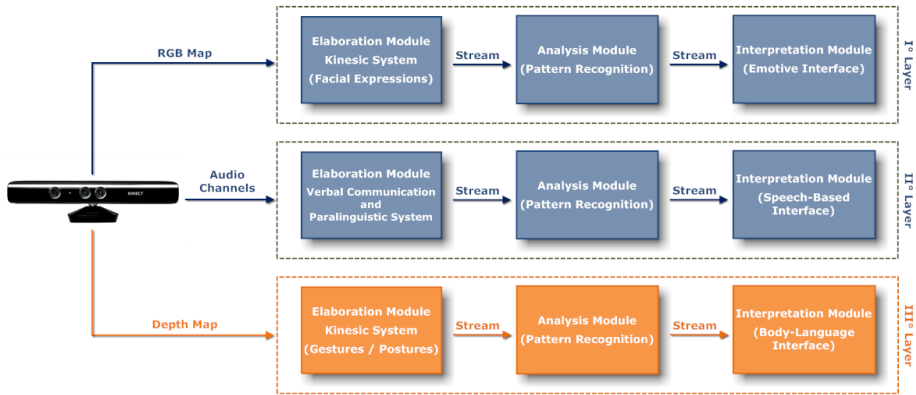 RGB Map
Elaboration Module
Kinesic System
(Facial Expressions)
Stream
Analysis Module
(Pattern Recognition)
Stream
Interpretation Module
(Emotive Interface)
I° Layer
Audio
Channels
KINECT
Elaboration Module
Verbal Communication
and
Paralinguistic System
Stream
Analysis Module
(Pattern Recognition)
Stream
Interpretation Module
(Speech-Based
Interface)
II° Layer
Depth Map
Elaboration Module
Kinesic System
(Gestures / Postures)
Stream
Analysis Module
(Pattern Recognition)
Stream
Interpretation Module
(Body-Language
Interface)
III° Layer